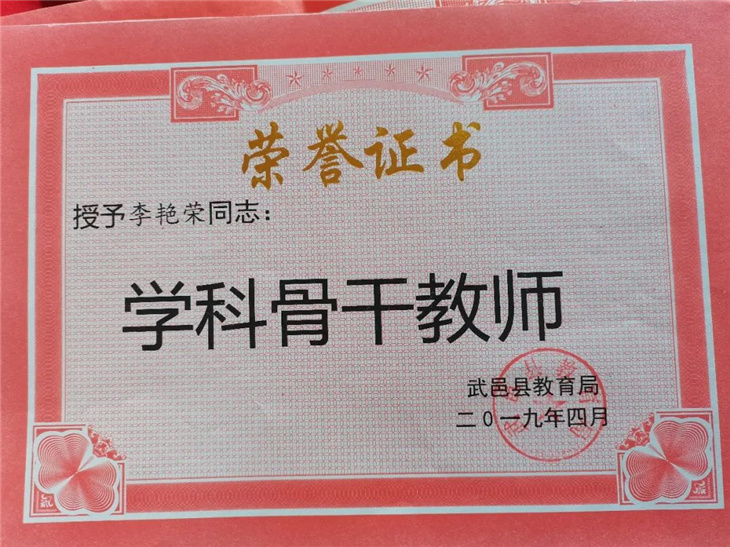 荣誉证书
授予李艳荣同志：
学科骨干教师
武邑县教育局
二0一九年四月